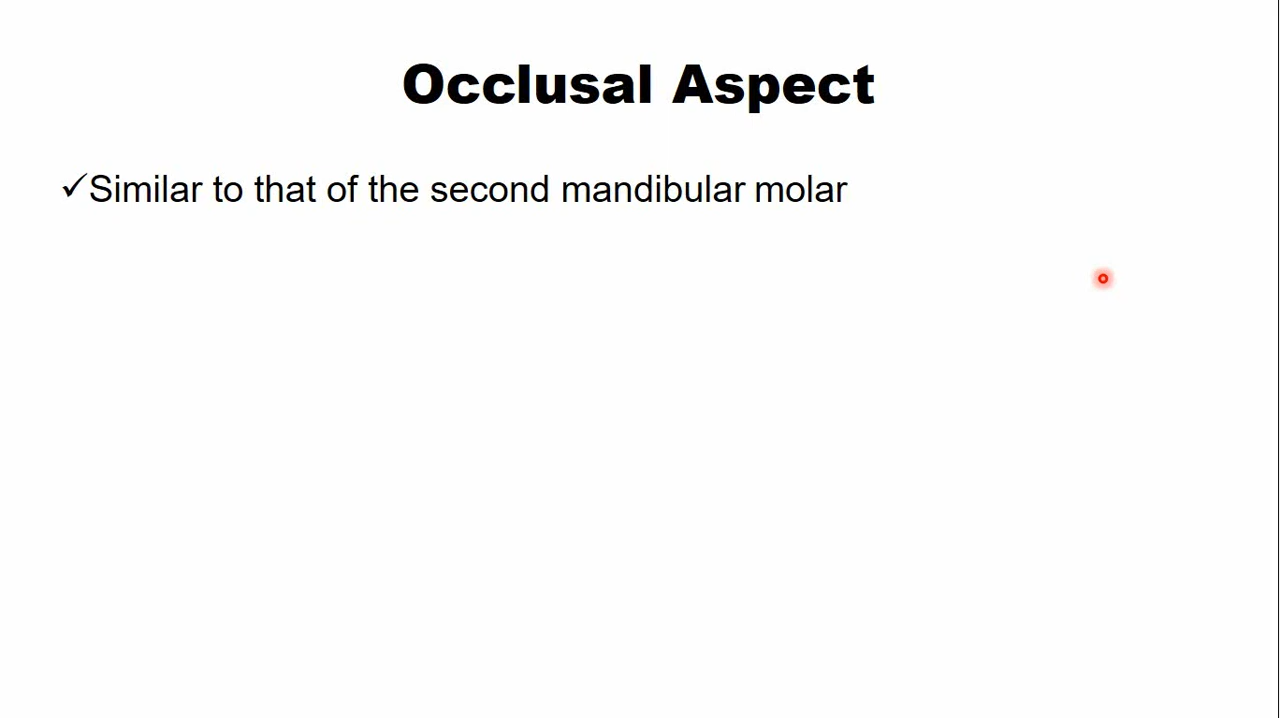 Occlusal Aspect
✓Similar to that of the second mandibular molar